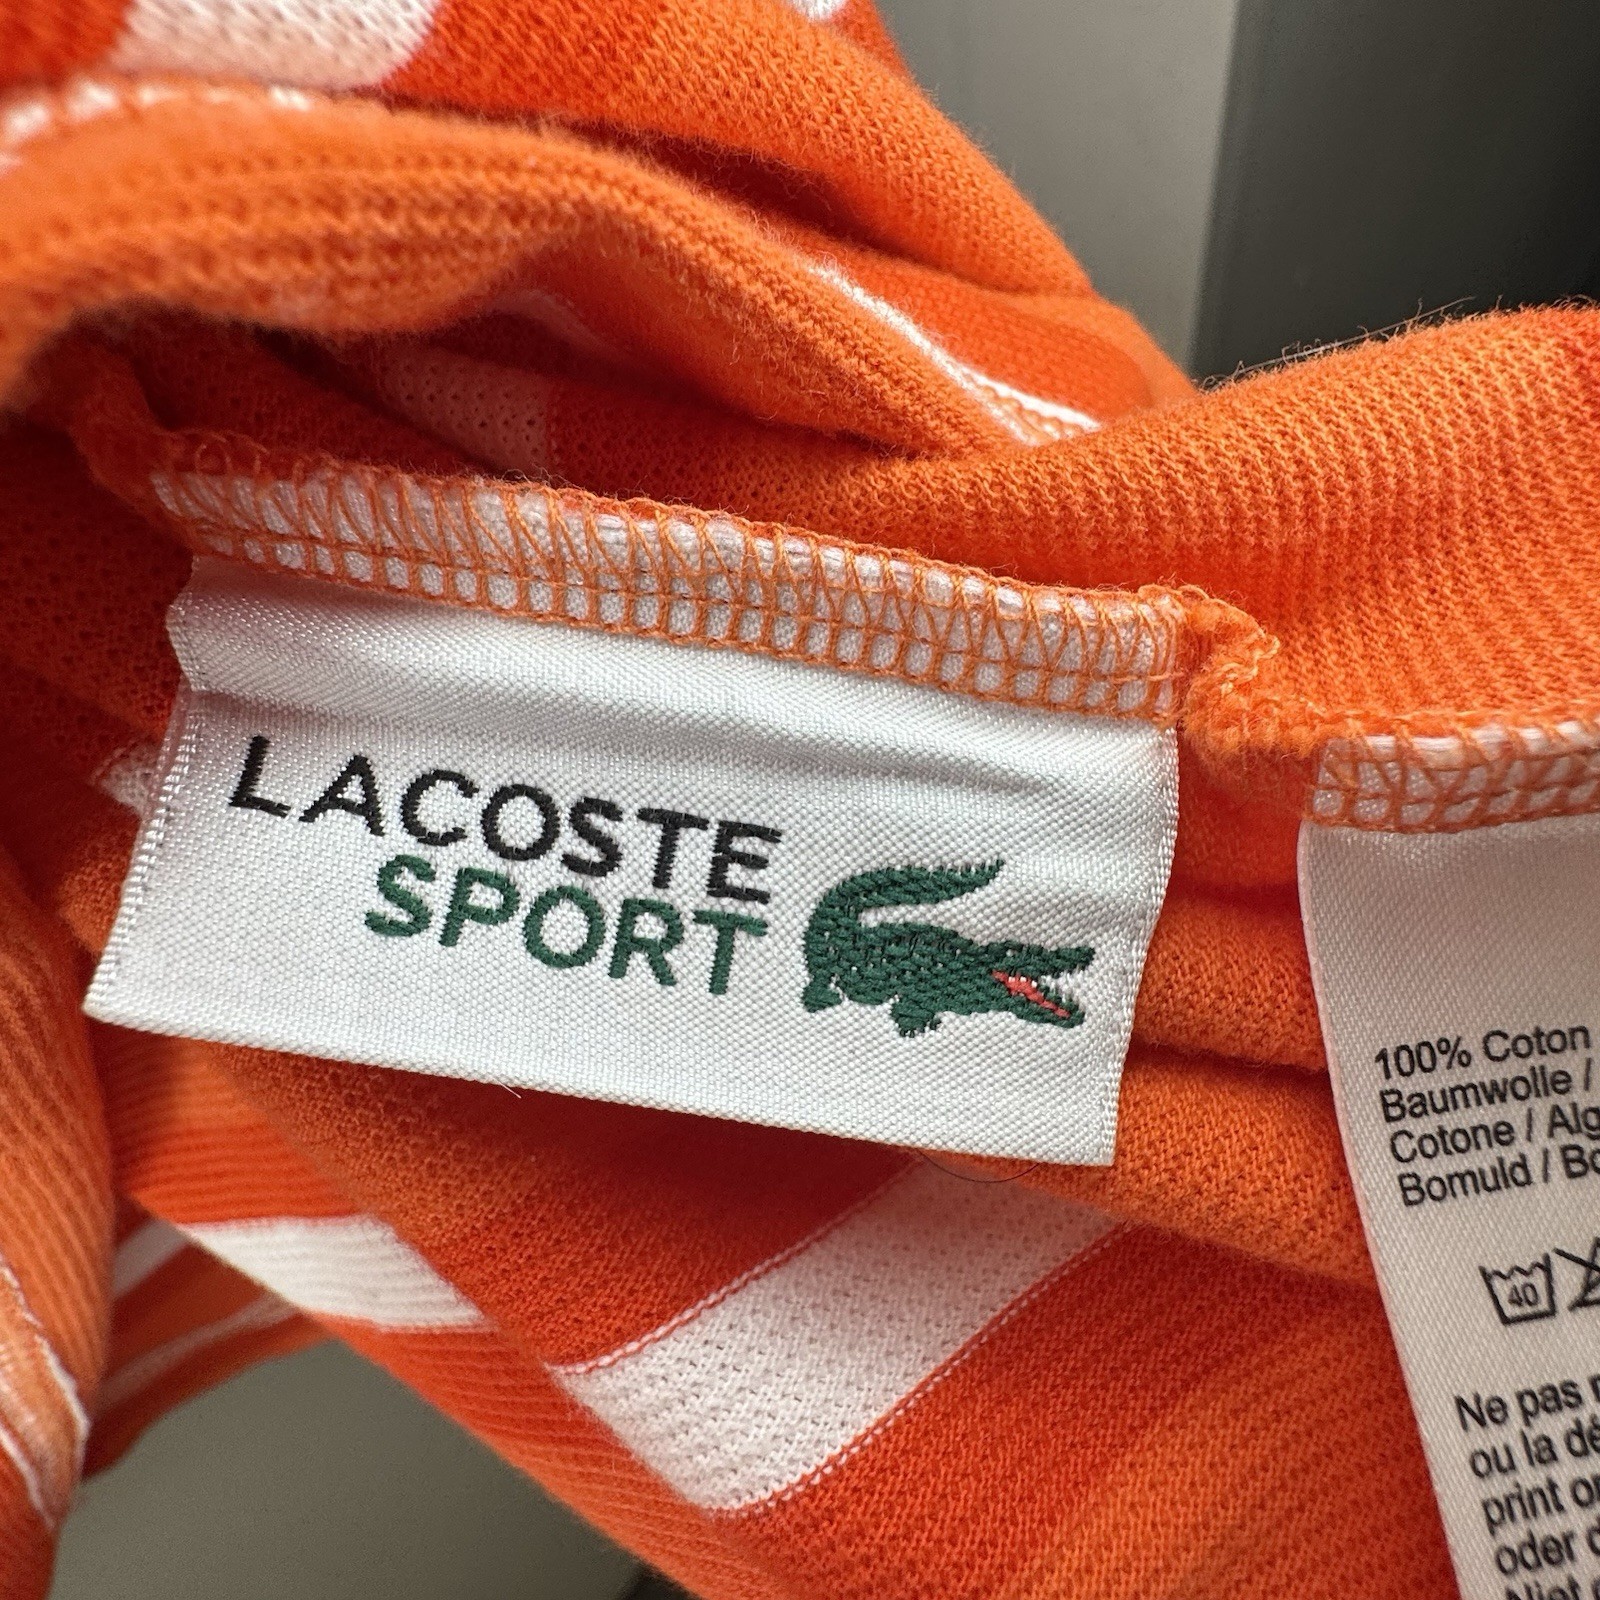 LACOSTE
SPORT
100% Coton
Baumwolle /
Cotone /
Bomuld /
40
Ne pas
ou la
print
oder